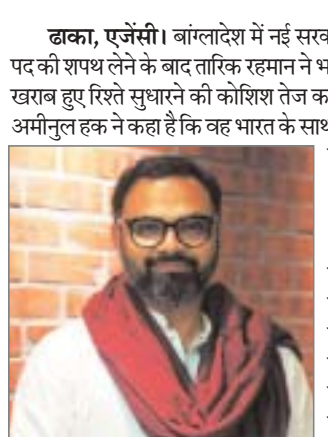 ढाका, एजेंसी। बांग्लादेश में नई सरक
पद की शपथ लेने के बाद तारिक रहमान ने भ
खराब हुए रिश्ते सुधारने की कोशिश तेज क
अमीनुल हक ने कहा है कि वह भारत के साथ